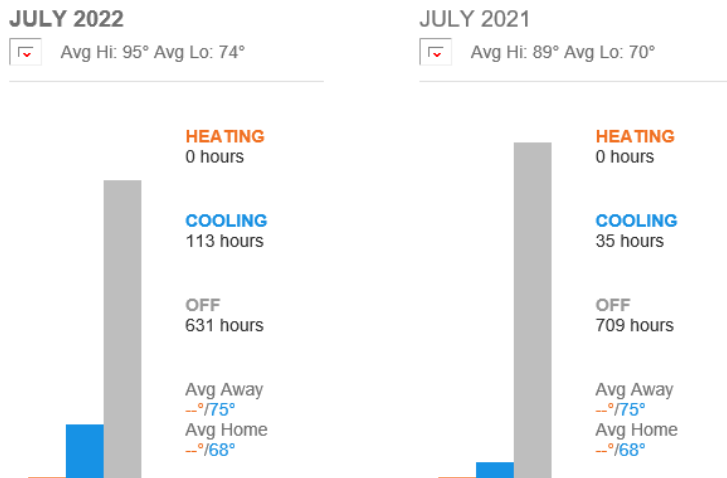 JULY 2022
Avg Hi: 95° Avg Lo: 74°
HEATING
0 hours
COOLING
113 hours
OFF
631 hours
Avg Away
--°/75°
Avg Home
--°/68°
JULY 2021
Avg Hi: 89° Avg Lo: 70°
HEATING
0 hours
COOLING
35 hours
OFF
709 hours
Avg Away
--°/75°
Avg Home
--°/68°